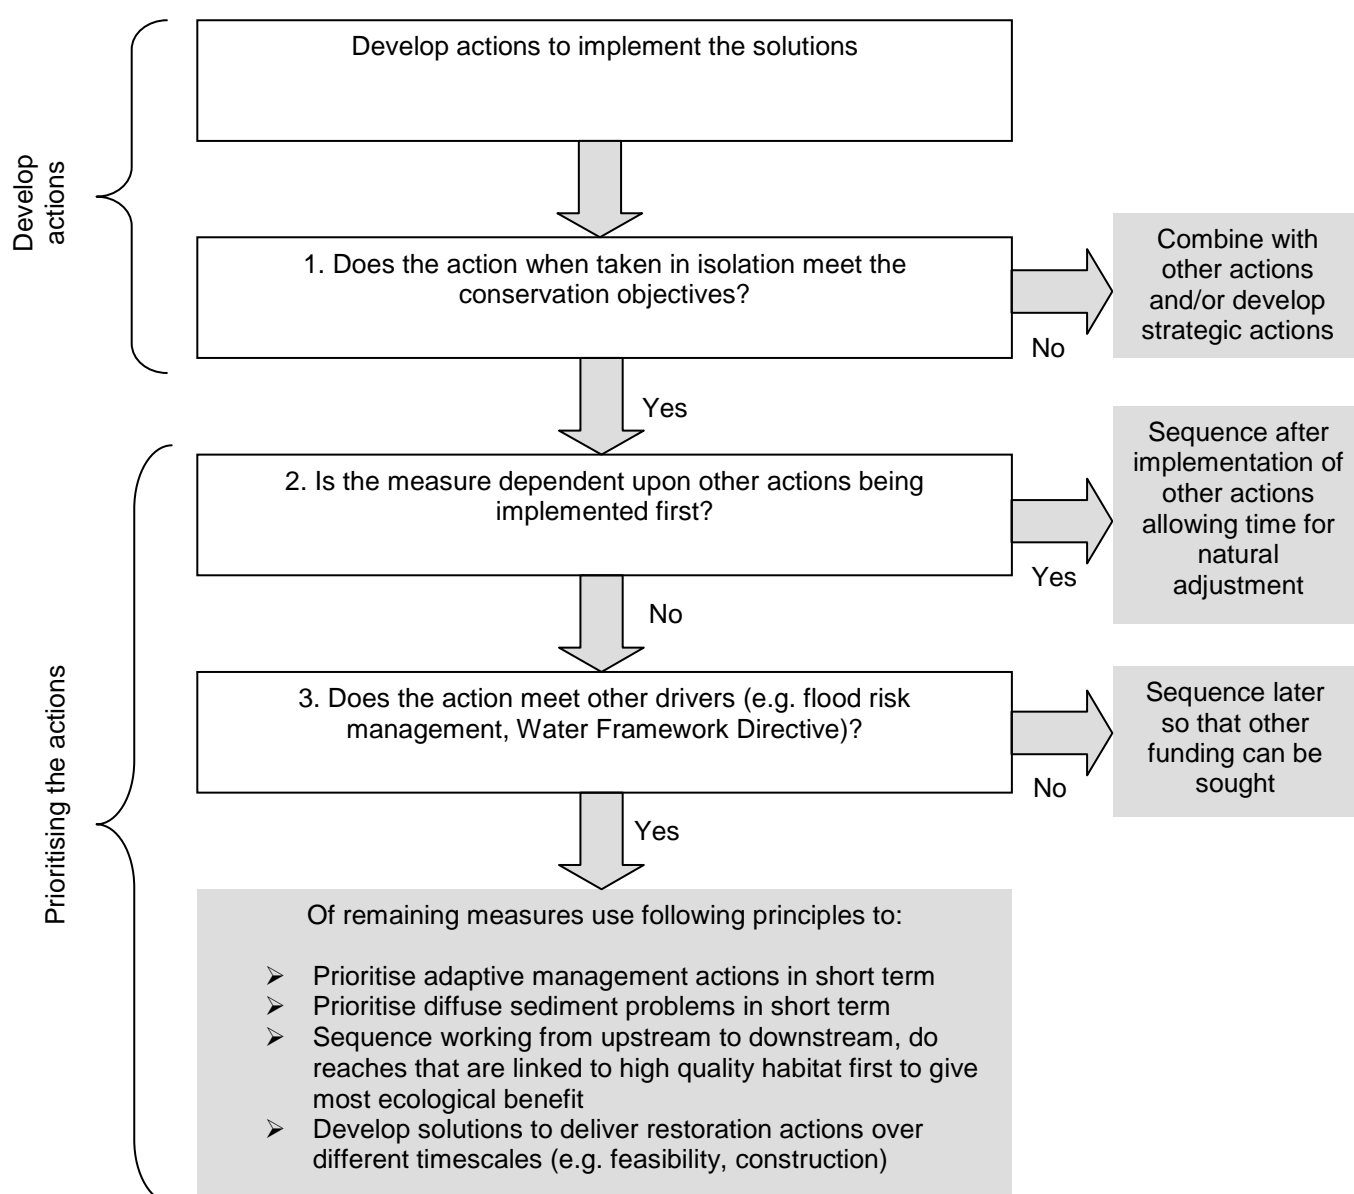 Develop actions to implement the solutions
Develop
actions
1. Does the action when taken in isolation meet the
conservation objectives?
No
Combine with
other actions
and/or develop
strategic actions
Yes
Prioritising the actions
2. Is the measure dependent upon other actions being
implemented first?
Yes
Sequence after
implementation of
other actions
allowing time for
natural
adjustment
No
3. Does the action meet other drivers (e.g. flood risk
management, Water Framework Directive)?
No
Sequence later
so that other
funding can be
sought
Yes
Of remaining measures use following principles to:
➢ Prioritise adaptive management actions in short term
➢ Prioritise diffuse sediment problems in short term
➢ Sequence working from upstream to downstream, do
reaches that are linked to high quality habitat first to give
most ecological benefit
➢ Develop solutions to deliver restoration actions over
different timescales (e.g. feasibility, construction)